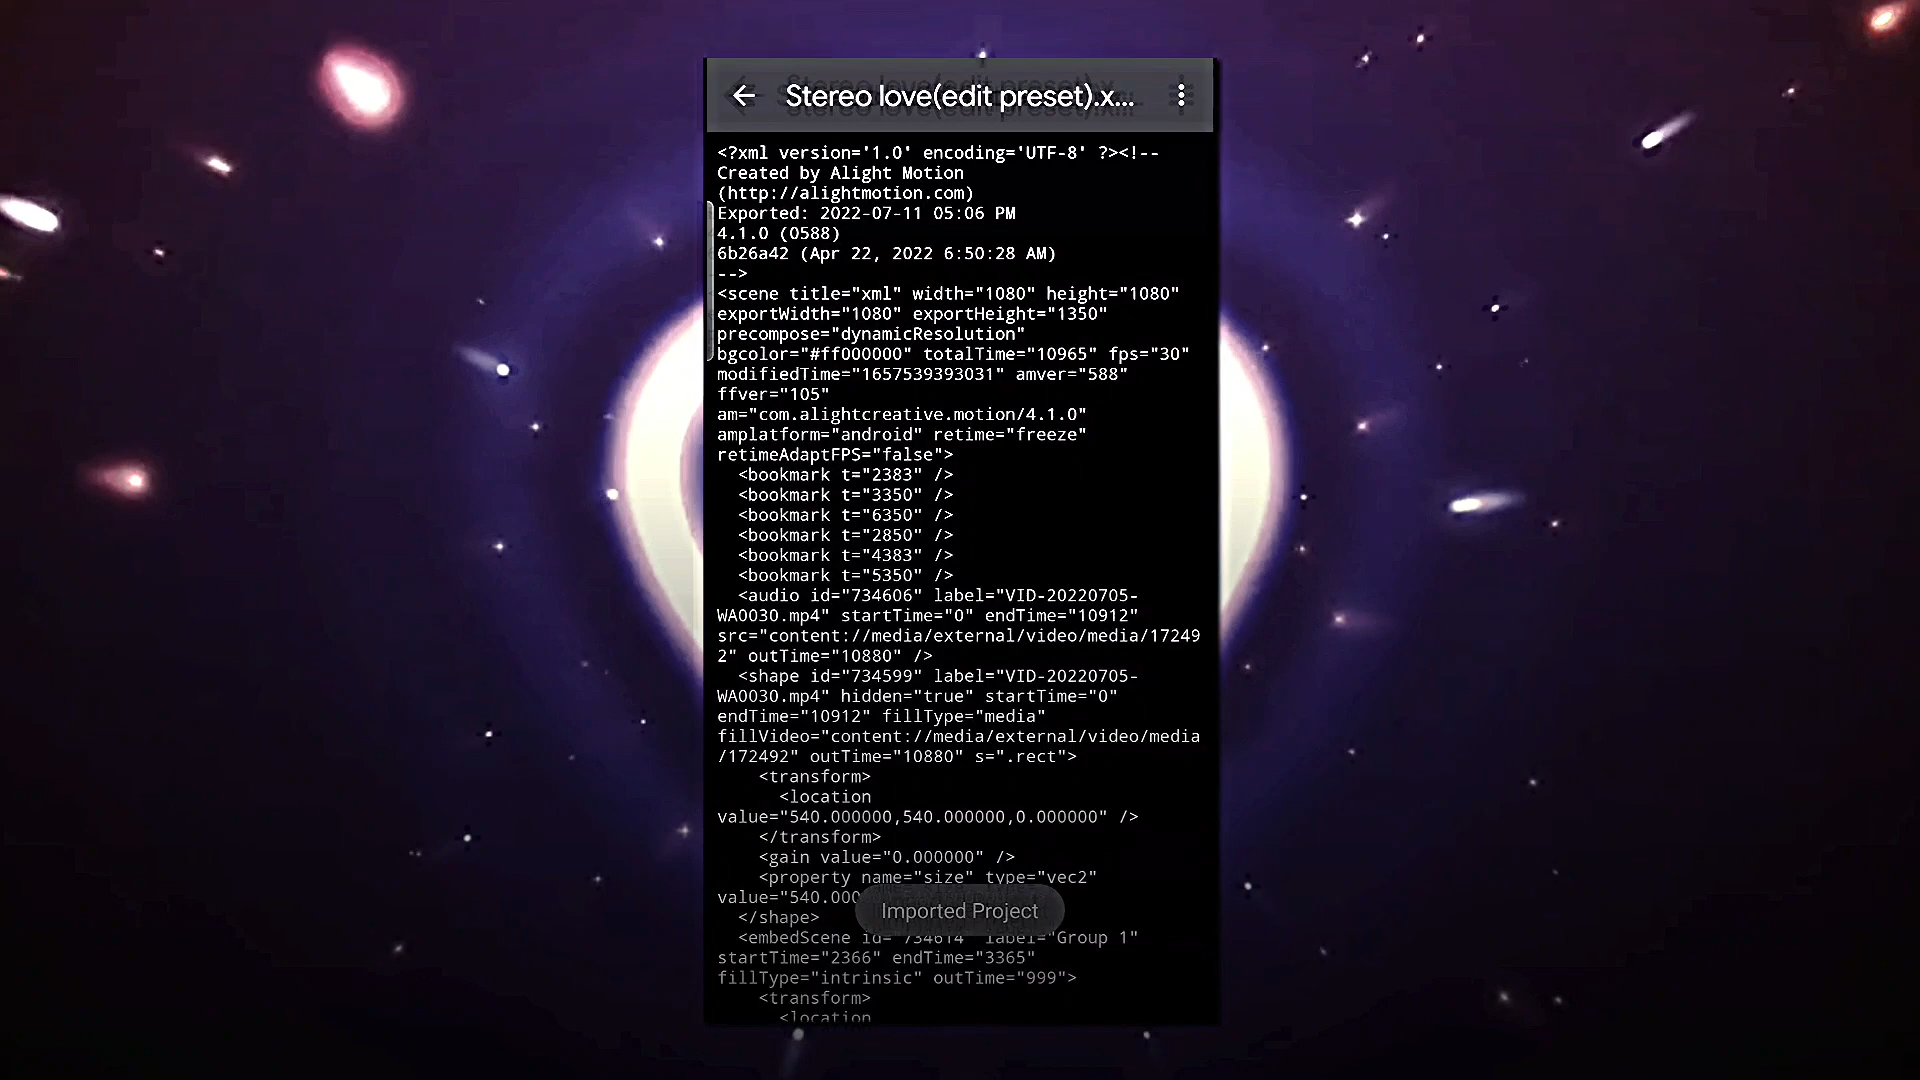 Stereo love(edit preset).x...
<?xml version='1.0' encoding='UTF-8' ?><!--
Created by Alight Motion
(http://alightmotion.com)
Exported: 2022-07-11 05:06 PM
4.1.0 (0588)
6b26a42 (Apr 22, 2022 6:50:28 AM)
-->
<scene title="xml" width="1080" height="1080"
exportWidth="1080" exportHeight="1350"
precompose="dynamicResolution"
bgcolor="#ff000000" totalTime="10965" fps="30"
modifiedTime="1657539393031" amver="588"
ffver="105"
am="com.alightcreative.motion/4.1.0"
amplatform="android" retime="freeze"
retimeAdaptFPS="false">
<bookmark t="2383" />
<bookmark t="3350" />
<bookmark t="6350" />
<bookmark t="2850" />
<bookmark t="4383" />
<bookmark t="5350" />
<audio id="734606" label="VID-20220705-
WA0030.mp4" startTime="0" endTime="10912"
src="content://media/external/video/media/17249
2" outTime="10880" />
<shape id="734599" label="VID-20220705-
WA0030.mp4" hidden="true" startTime="0"
endTime="10912" fillType="media"
fillVideo="content://media/external/video/media
/172492" outTime="10880" s=".rect">
<transform>
<location
value="540.000000,540.000000,0.000000" />
</transform>
<gain value="0.000000" />
<property name="size" type="vec2"
value="540.000
Imported Project
</shape>
<embedScene id="734614" label="Group 1"
startTime="2366" endTime="3365"
fillType="intrinsic" outTime="999">
<transform>
<location